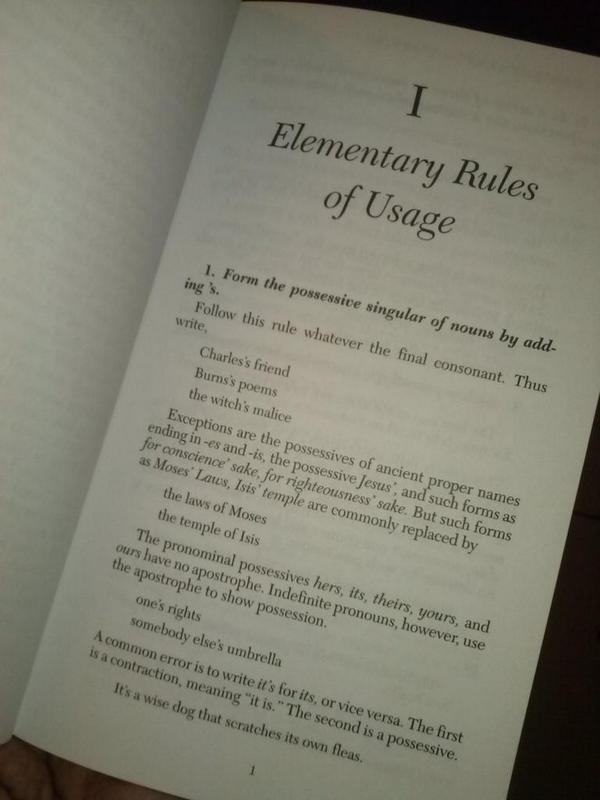 I
Elementary Rules
of Usage
1. Form the possessive singular of nouns by add-
ing 's.
Follow this rule whatever the final consonant. Thus
write,
Charles's friend
Burns's poems
the witch's malice
Exceptions are the possessives of ancient proper names
ending in -es and -is, the possessive Jesus', and such forms as
for conscience' sake, for righteousness' sake. But such forms
as Moses' Laws, Isis' temple are commonly replaced by
the laws of Moses
the temple of Isis
The pronominal possessives hers, its, theirs, yours, and
ours have no apostrophe. Indefinite pronouns, however, use
the apostrophe to show possession.
one's rights
somebody else's umbrella
A common error is to write it's for its, or vice versa. The first
is a contraction, meaning "it is." The second is a possessive.
It's a wise dog that scratches its own fleas.
1